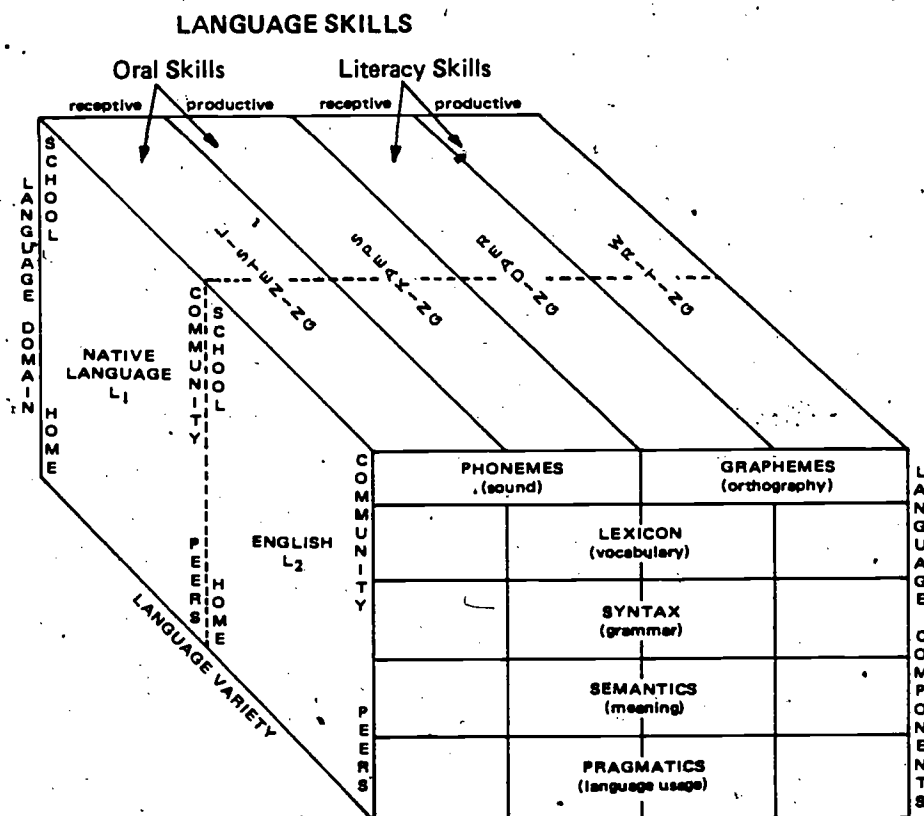 LANGUAGE SKILLS
Oral Skills
Literacy Skills
receptive productive receptive productive
LANGUAGE DOMAIN
SCHOOL
HOME
NATIVE
LANGUAGE
L1
COMMUNITY
PEERS
SCHOOL
HOME
LISTENING
SPEAKING
READING
WRITING
ENGLISH
L2
COMMUNITY
PEERS
LANGUAGE VARIETY
PHONEMES
(sound)
GRAPHEMES
(orthography)
LEXICON
(vocabulary)
SYNTAX
(grammar)
SEMANTICS
(meaning)
PRAGMATICS
(language usage)
LANGUAGE COMPONENTS